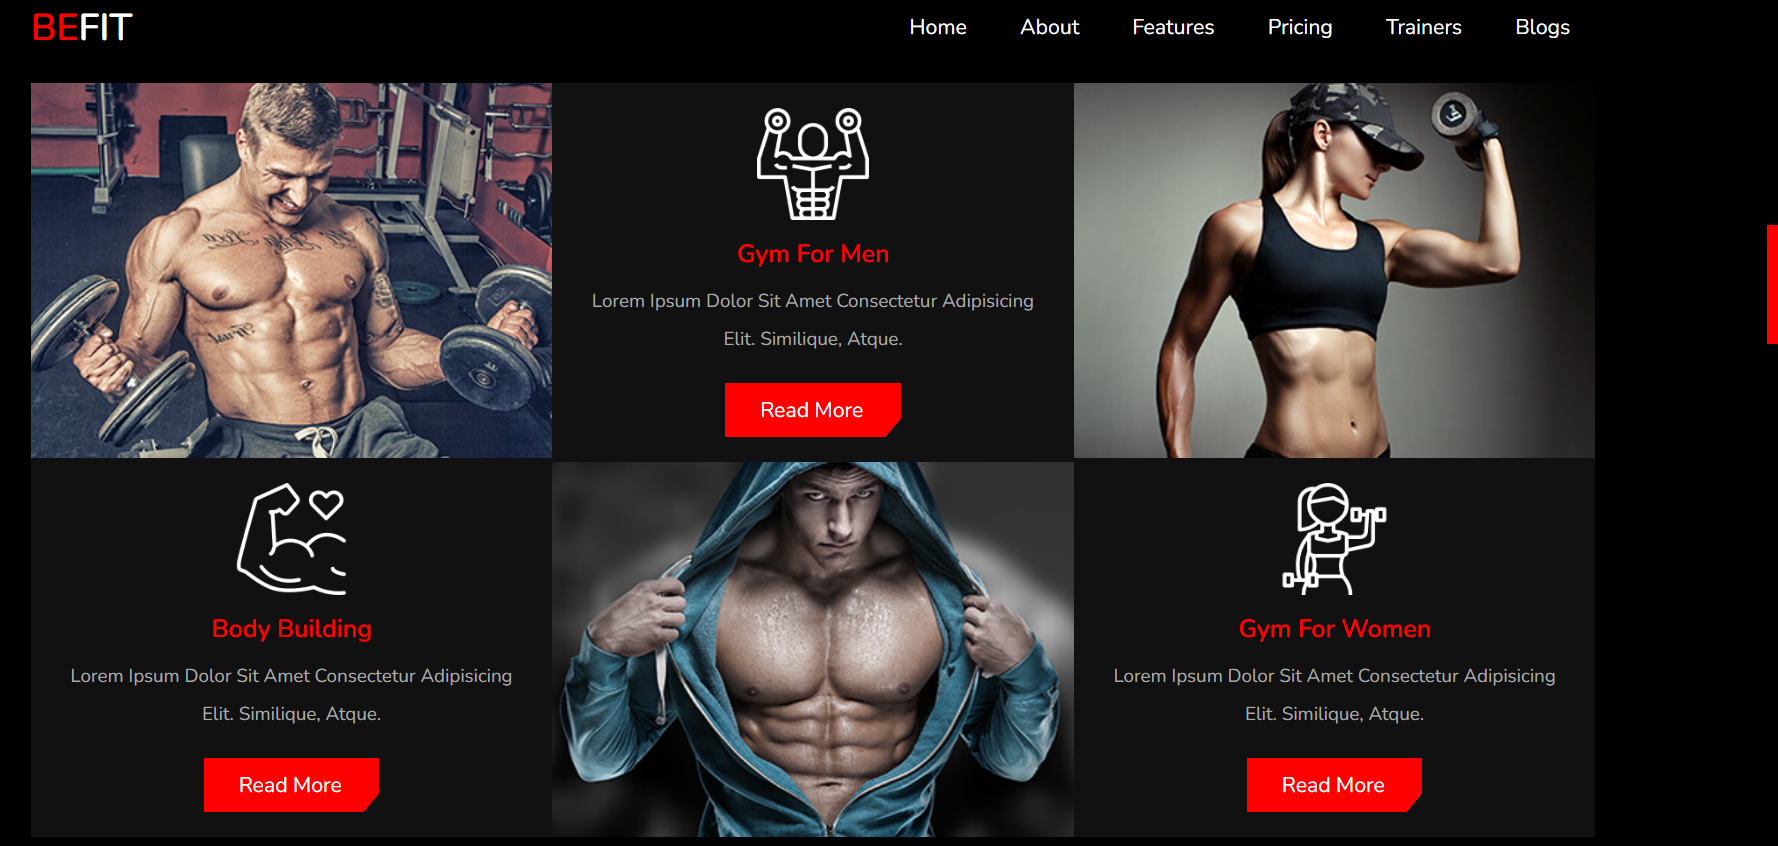 BEFIT
Home About Features Pricing Trainers Blogs
Gym For Men
Lorem Ipsum Dolor Sit Amet Consectetur Adipisicing
Elit. Similique, Atque.
Read More
Body Building
Lorem Ipsum Dolor Sit Amet Consectetur Adipisicing
Elit. Similique, Atque.
Read More
Gym For Women
Lorem Ipsum Dolor Sit Amet Consectetur Adipisicing
Elit. Similique, Atque.
Read More